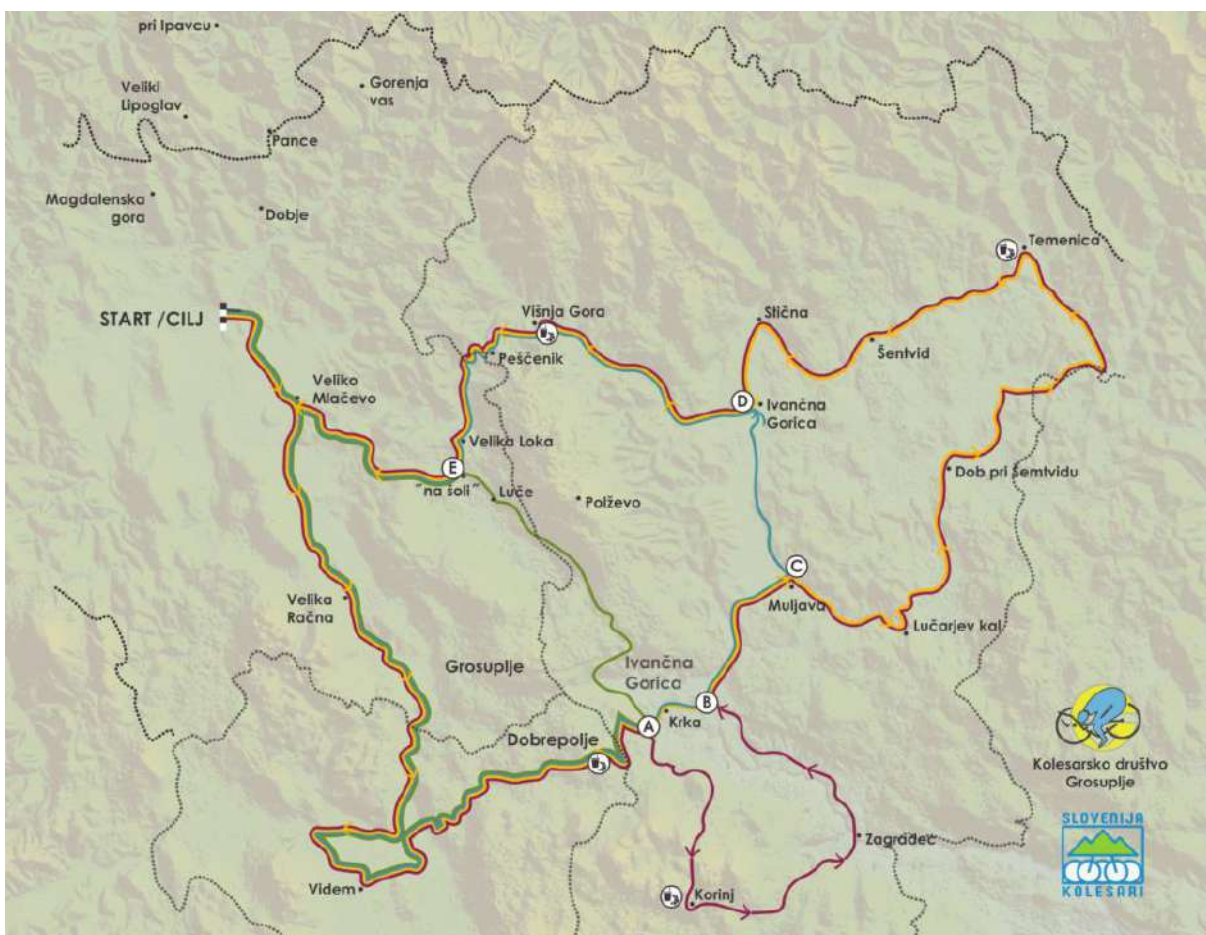 pri Ipavcu
Veliki
Lipoglav
Gorenja
vas
Pance
Magdalenska
gora
Dobje
Temenica
START /CILJ
Višnja Gora
Stična
Peščenik
Šentvid
Veliko
Mlačevo
D
Ivančna
Gorica
Velika Loka
E
"na šoli"
Luče
Polževo
Dob pri Šemtvidu
C
Muljava
Velika
Račna
Lučarjev kal
Grosuplje
Ivančna
Gorica
B
Krka
A
Dobrepolje
Kolesarsko društvo
Grosuplje
SLOVENIJA
KOLESARI
Zagradec
Videm
Korinj